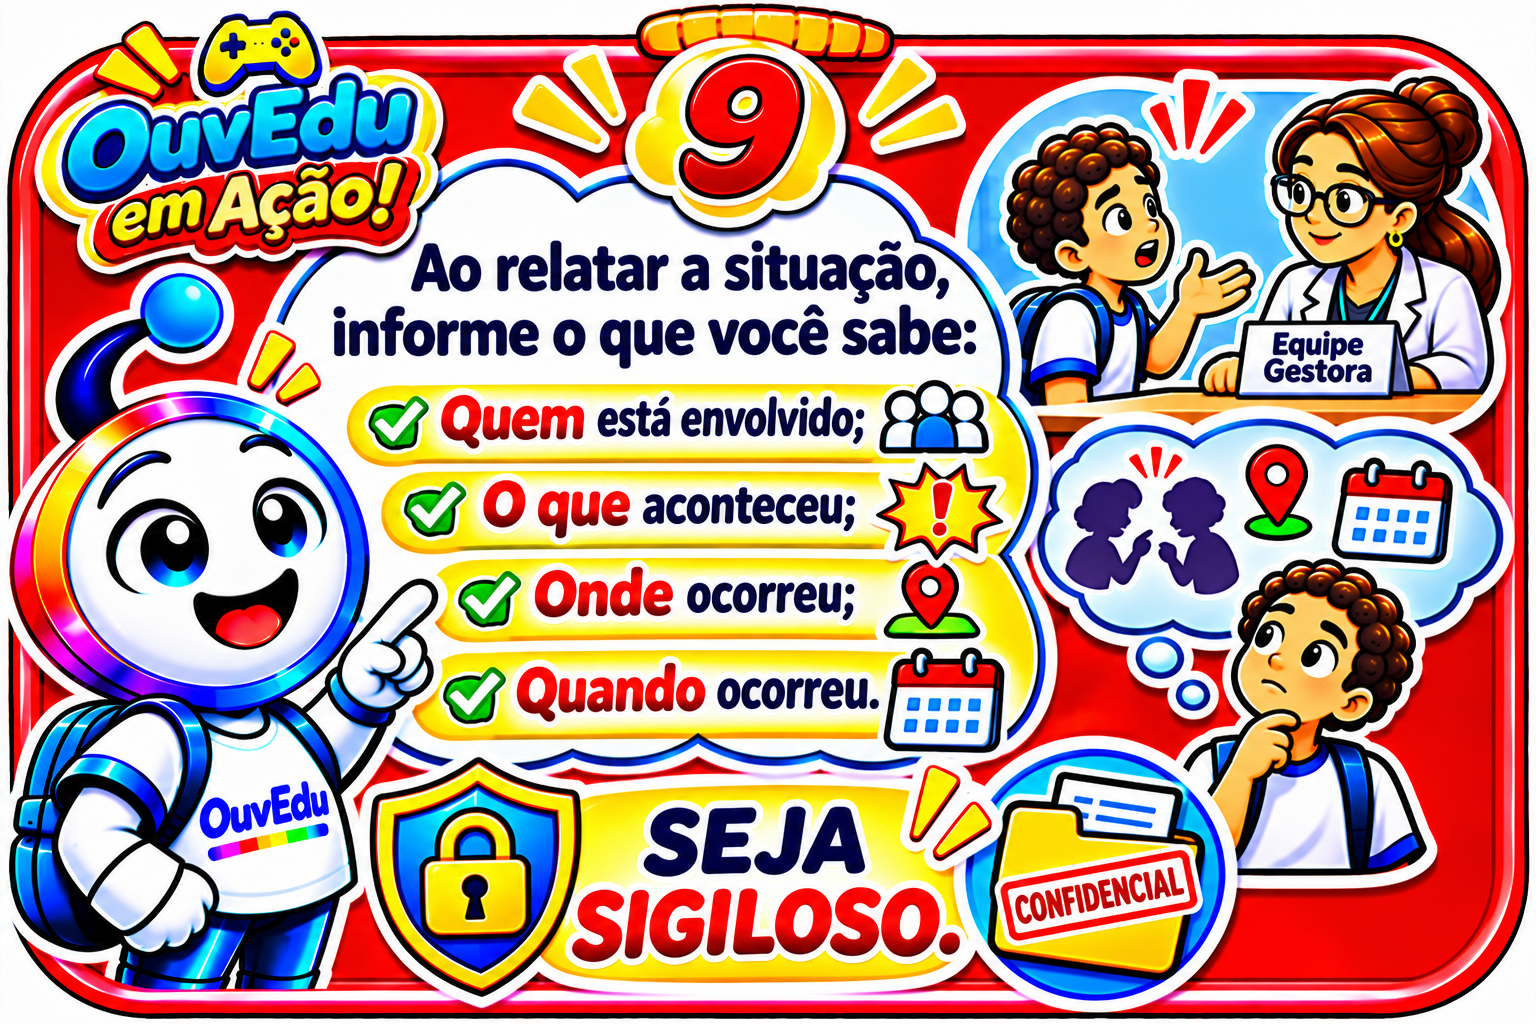 OuvEdu
em Ação!
9
Ao relatar a situação,
informe o que você sabe:
Quem está envolvido;
O que aconteceu;
Onde ocorreu;
Quando ocorreu.
SEJA
SIGILOSO.
Equipe
Gestora
OuvEdu
CONFIDENCIAL